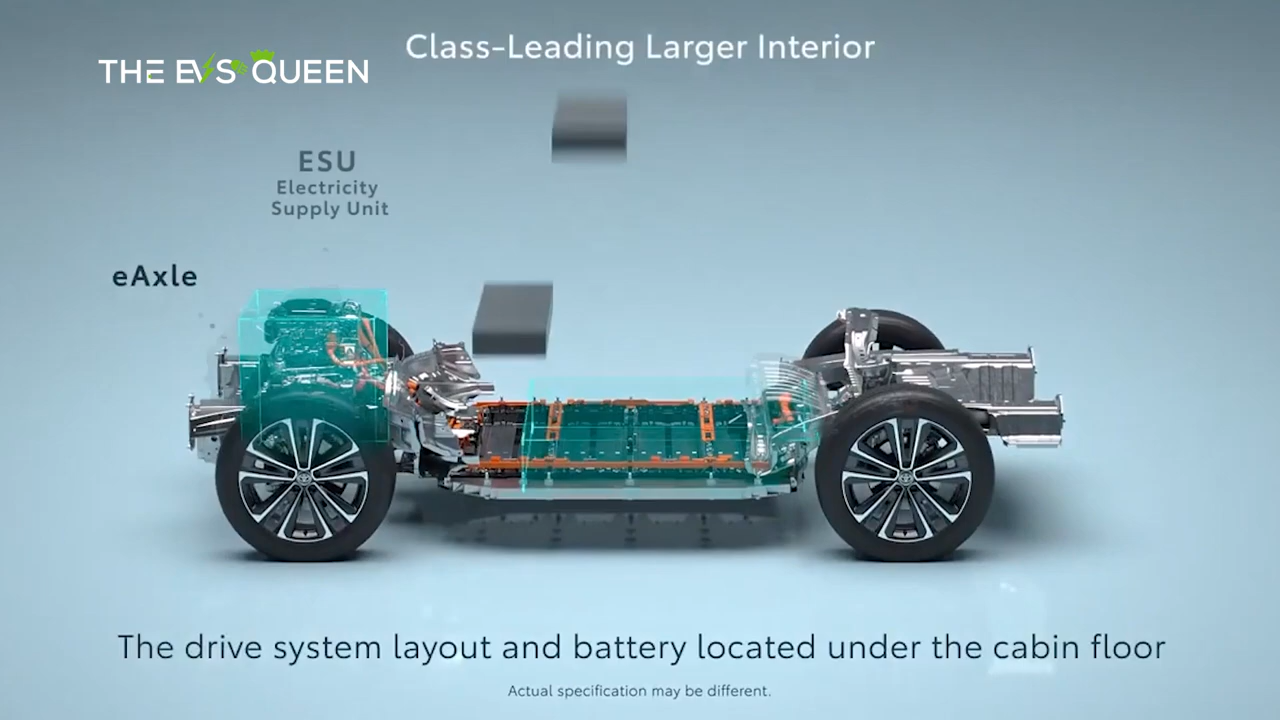 Class-Leading Larger Interior
THE EVS QUEEN
ESU
Electricity
Supply Unit
eAxle
The drive system layout and battery located under the cabin floor
Actual specification may be different.